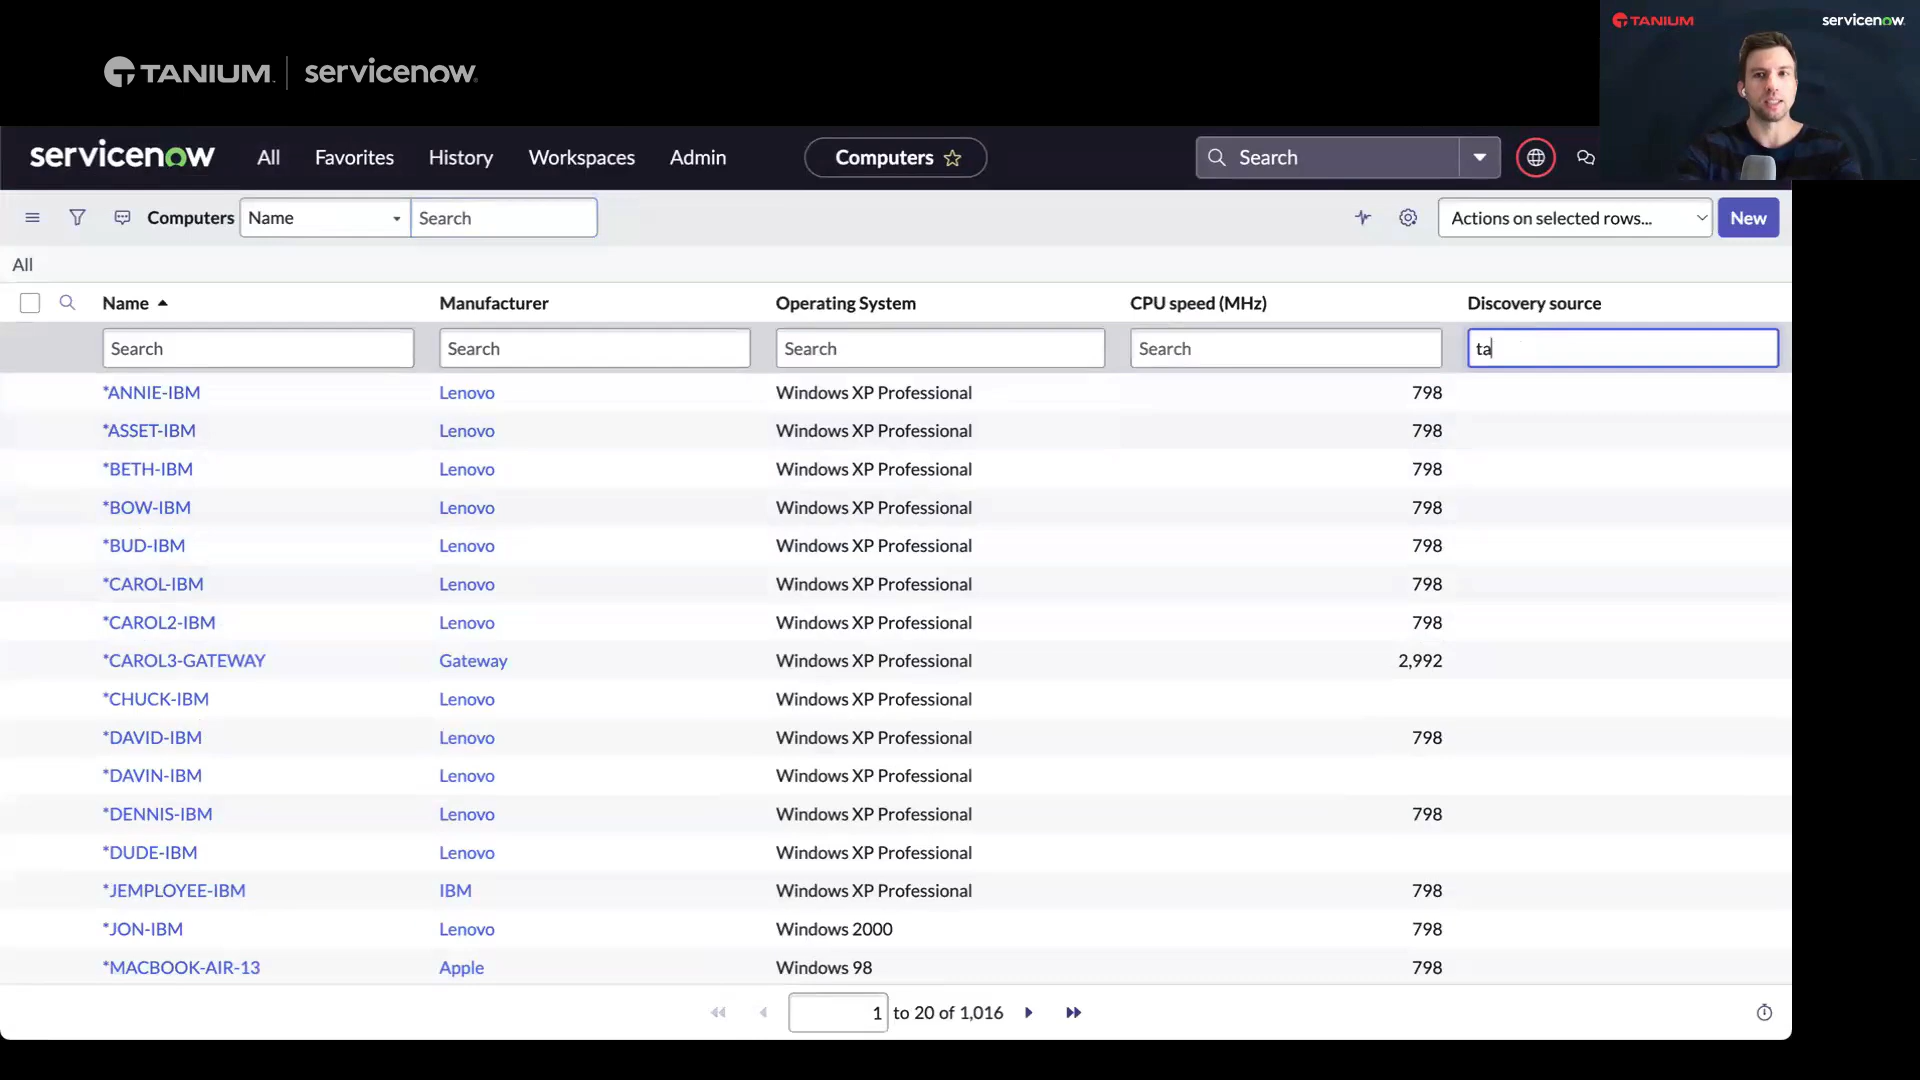 TANIUM servicenow
TANIUM. servicenow.
servicenow All Favorites History Workspaces Admin Computers Search
Computers Name Search Actions on selected rows... New
All
Name Manufacturer Operating System CPU speed (MHz) Discovery source
Search Search Search Search ta
*ANNIE-IBM Lenovo Windows XP Professional 798
*ASSET-IBM Lenovo Windows XP Professional 798
*BETH-IBM Lenovo Windows XP Professional 798
*BOW-IBM Lenovo Windows XP Professional 798
*BUD-IBM Lenovo Windows XP Professional 798
*CAROL-IBM Lenovo Windows XP Professional 798
*CAROL2-IBM Lenovo Windows XP Professional 798
*CAROL3-GATEWAY Gateway Windows XP Professional 2,992
*CHUCK-IBM Lenovo Windows XP Professional
*DAVID-IBM Lenovo Windows XP Professional 798
*DAVIN-IBM Lenovo Windows XP Professional
*DENNIS-IBM Lenovo Windows XP Professional 798
*DUDE-IBM Lenovo Windows XP Professional
*JEMPLOYEE-IBM IBM Windows XP Professional 798
*JON-IBM Lenovo Windows 2000 798
*MACBOOK-AIR-13 Apple Windows 98 798
1 to 20 of 1,016